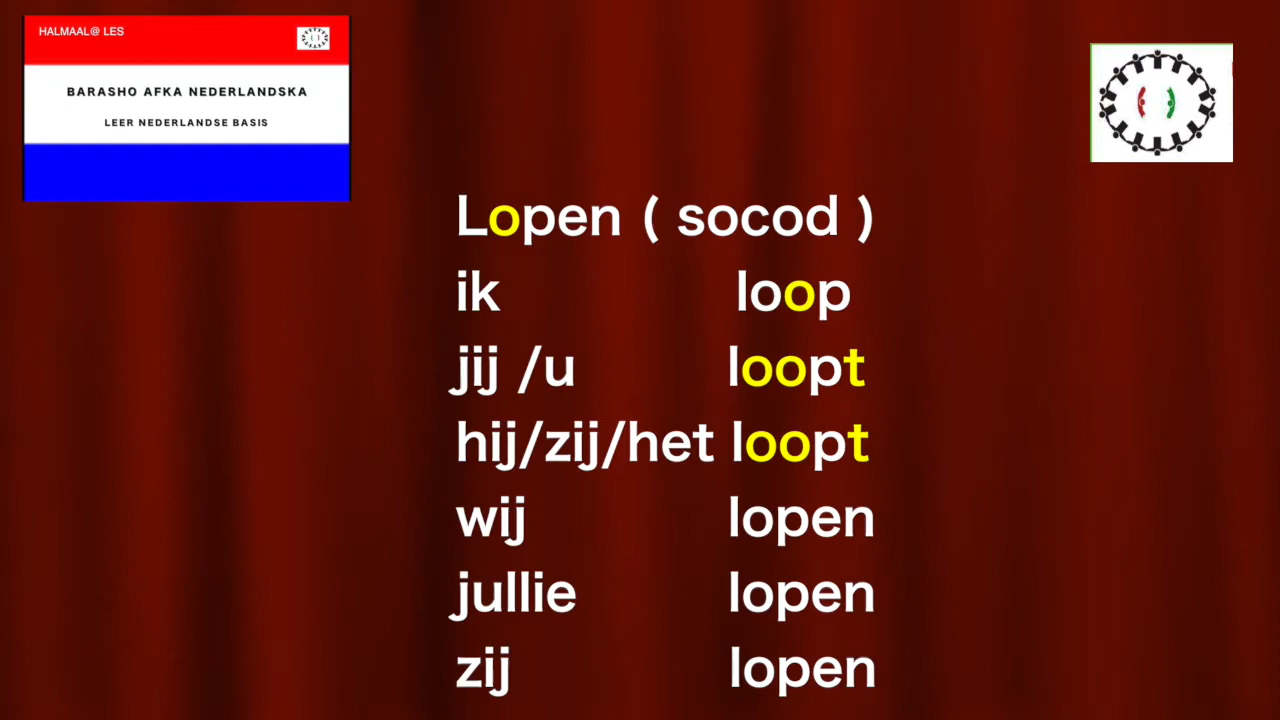 HALMAAL@ LES
BARASHO AFKA NEDERLANDSKA
LEER NEDERLANDSE BASIS
Lopen ( socod )
ik loop
jij /u loopt
hij/zij/het loopt
wij lopen
jullie lopen
zij lopen